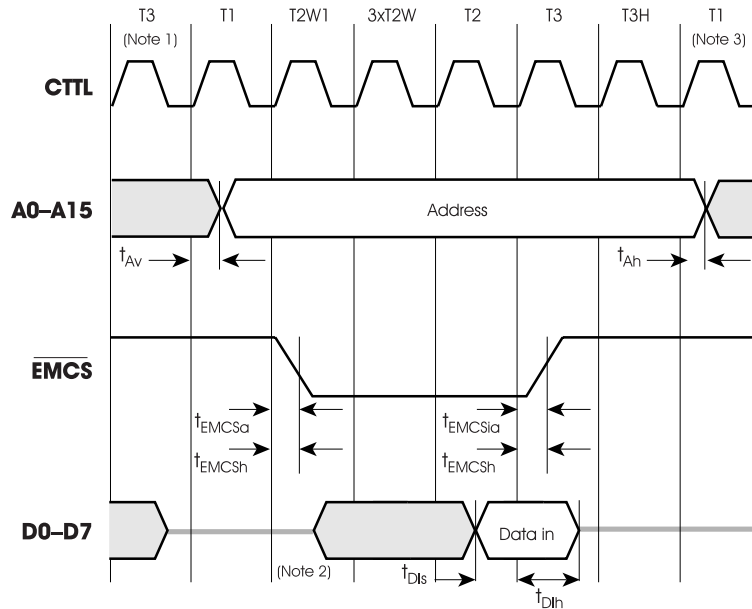 T3 T1 T2W1 3xT2W T2 T3 T3H T1
(Note 1) (Note 3)
CTTL
A0–A15 Address
tAv tAh
EMCS
tEMCSa tEMCSia
tEMCSh tEMCSh
D0–D7 Data in
(Note 2) tDIs
tDIh